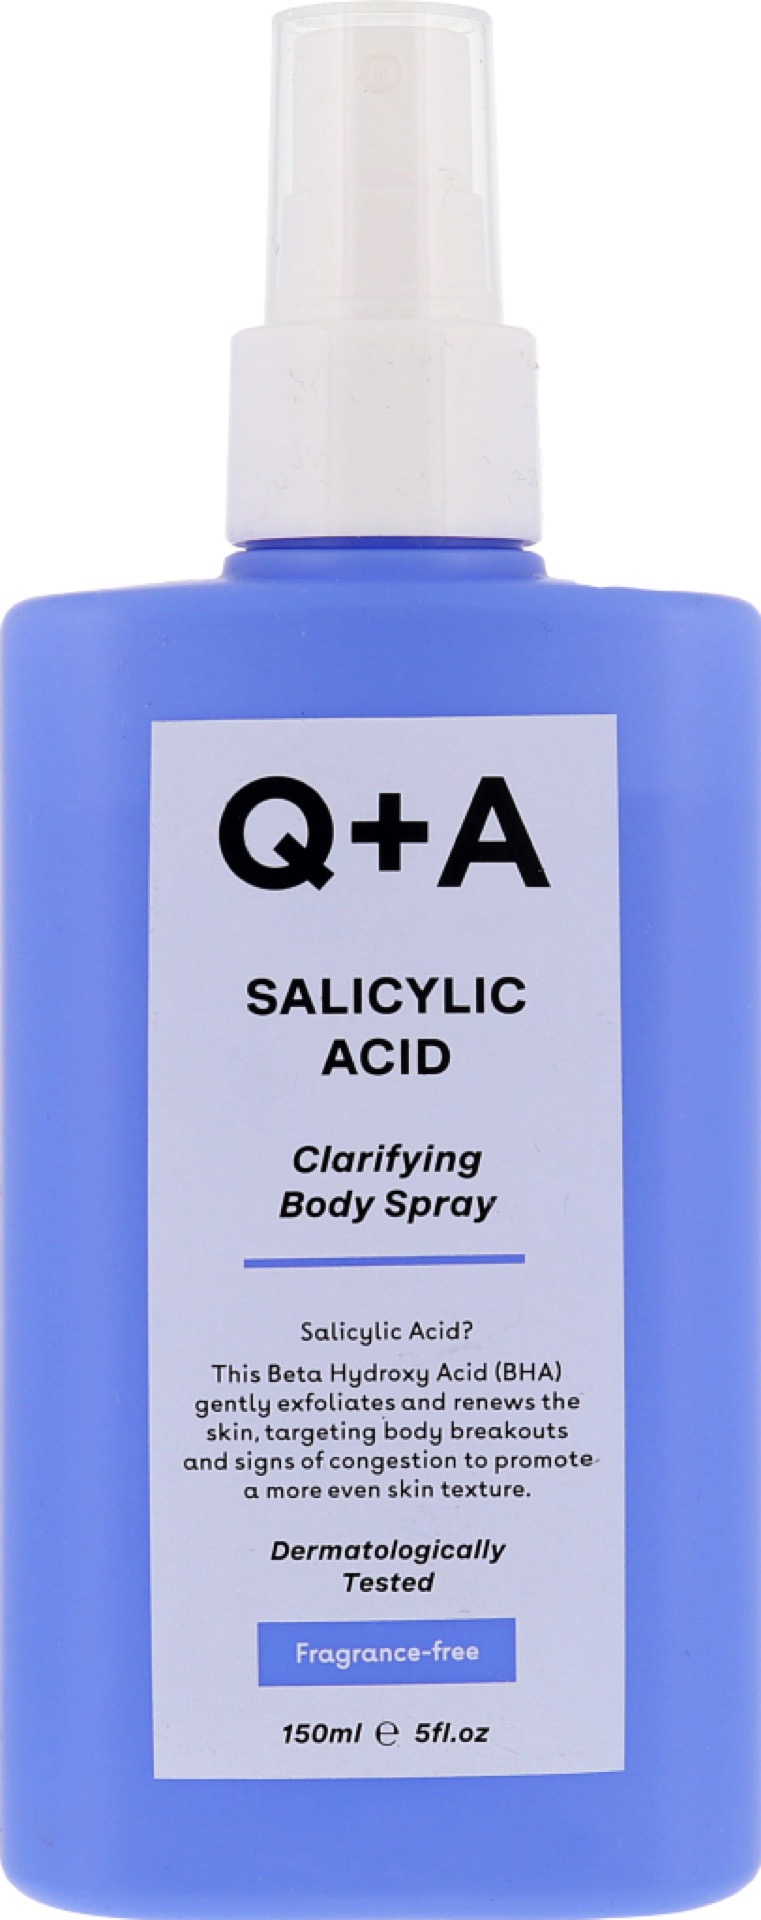 Q+A
SALICYLIC
ACID
Clarifying
Body Spray
Salicylic Acid?
This Beta Hydroxy Acid (BHA)
gently exfoliates and renews the
skin, targeting body breakouts
and signs of congestion to promote
a more even skin texture.
Dermatologically
Tested
Fragrance-free
150ml ℮ 5fl.oz